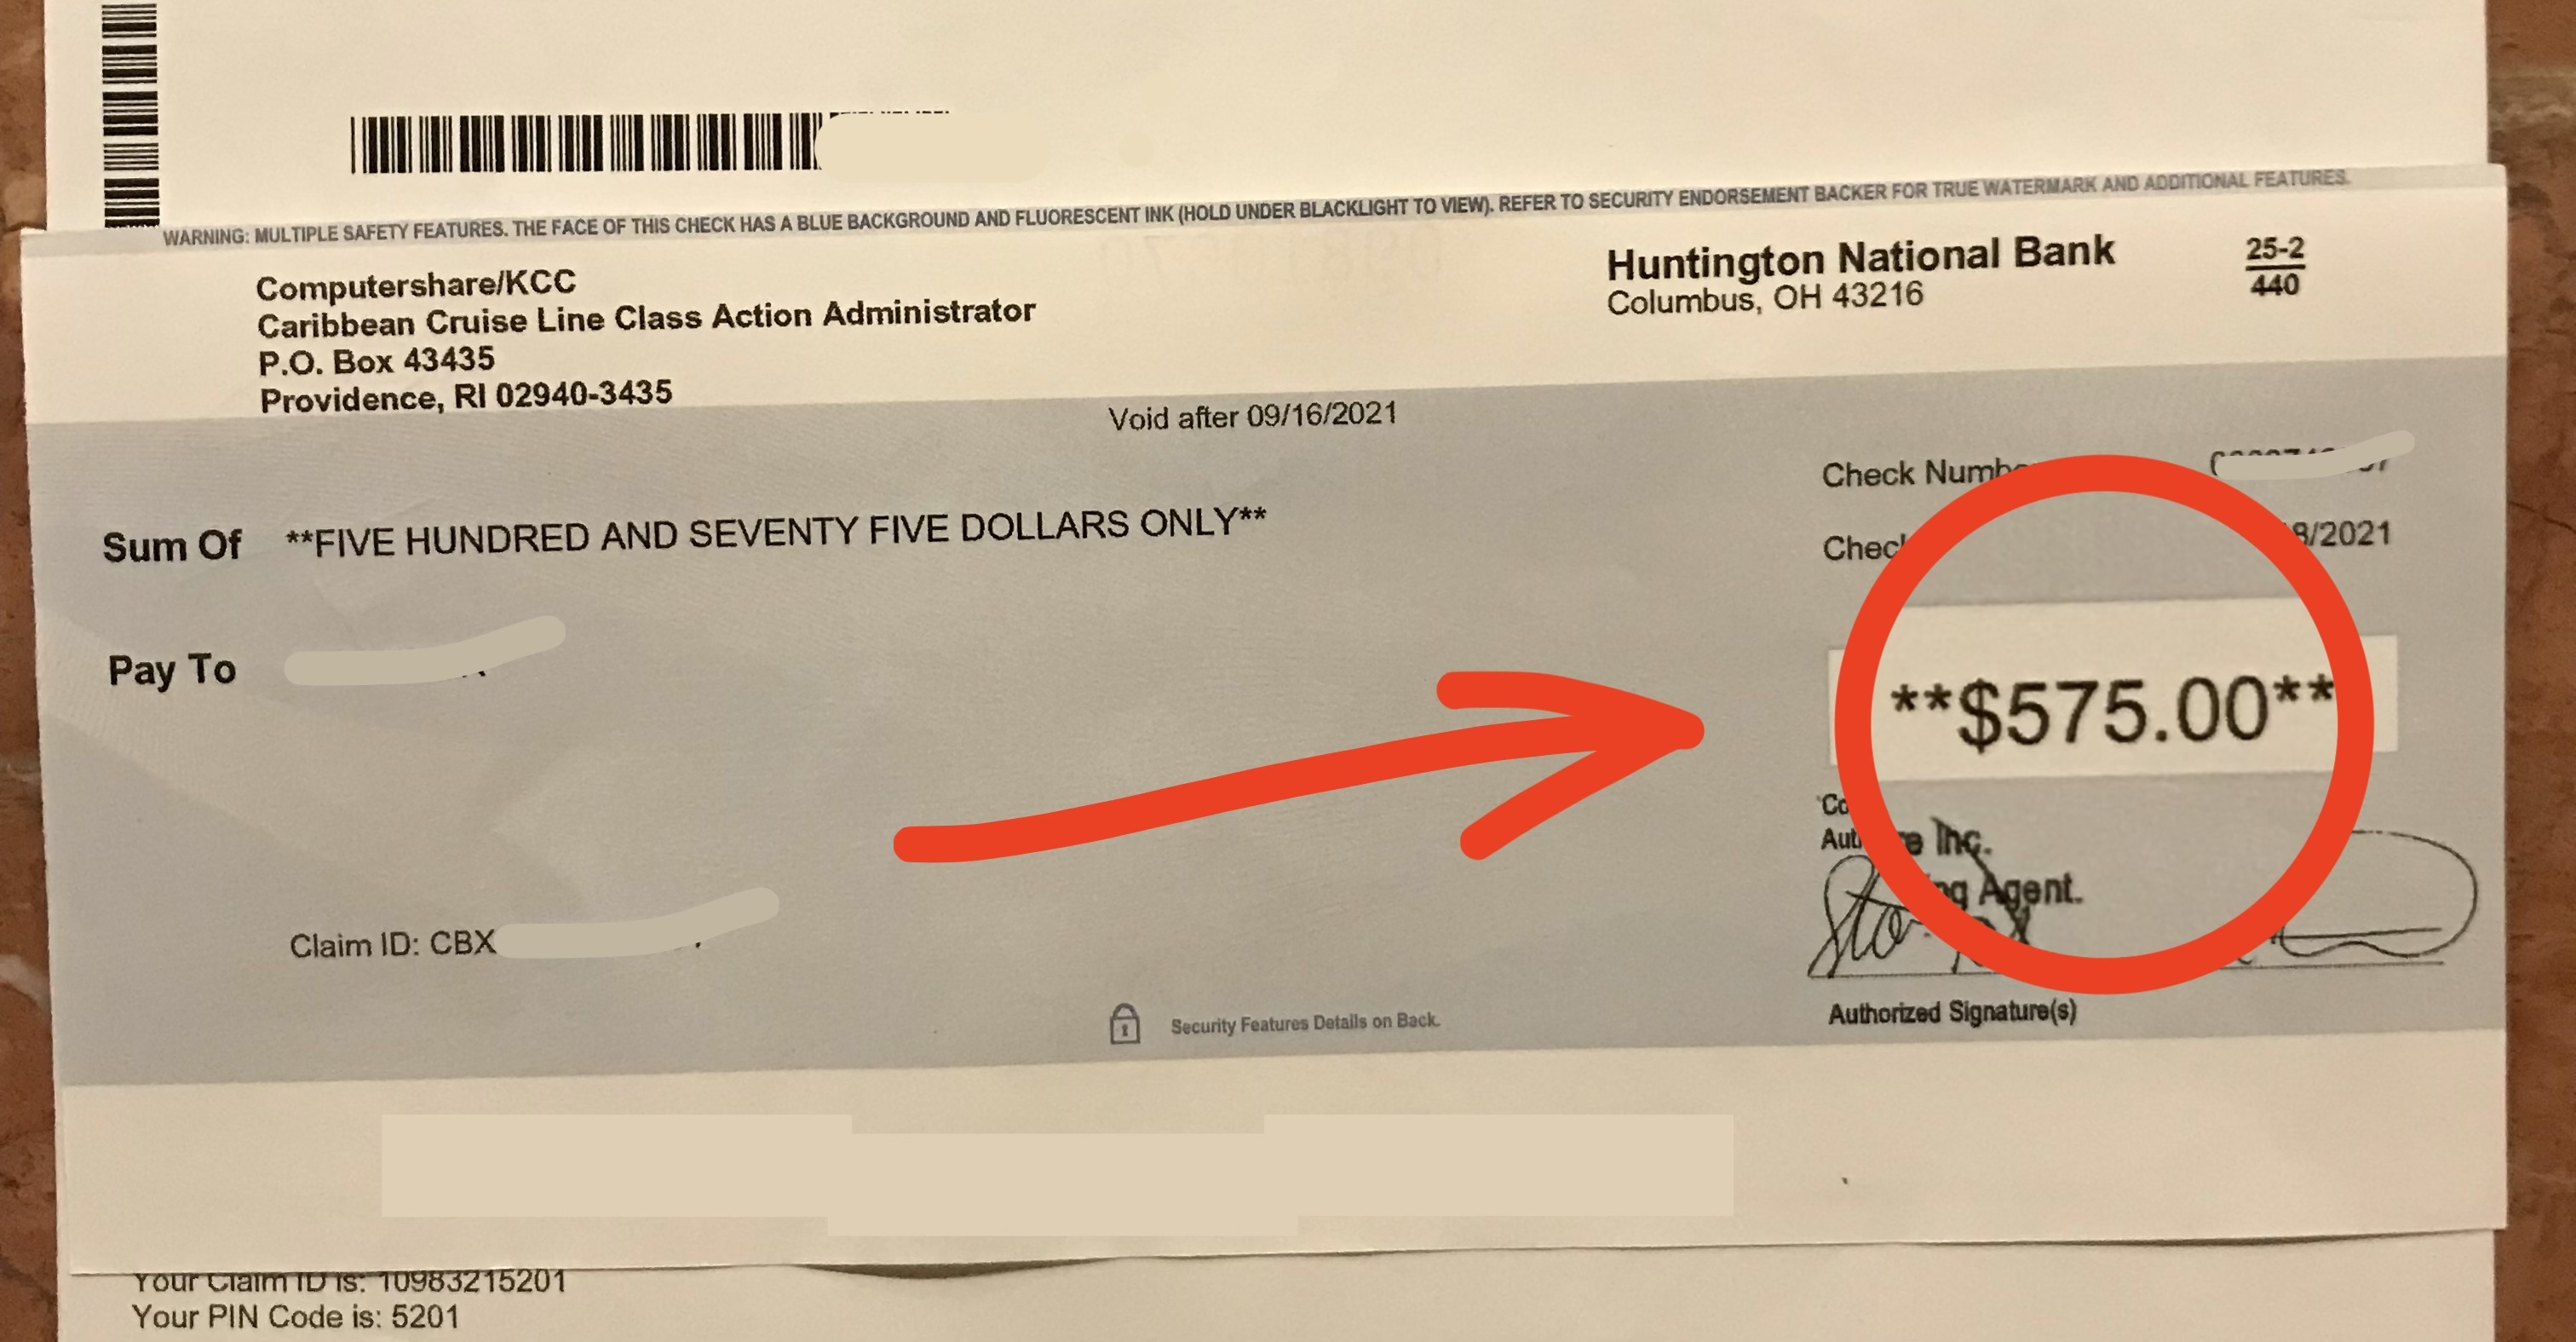 WARNING: MULTIPLE SAFETY FEATURES. THE FACE OF THIS CHECK HAS A BLUE BACKGROUND AND FLUORESCENT INK (HOLD UNDER BLACKLIGHT TO VIEW). REFER TO SECURITY ENDORSEMENT BACKER FOR TRUE WATERMARK AND ADDITIONAL FEATURES.
Computershare/KCC
Caribbean Cruise Line Class Action Administrator
P.O. Box 43435
Providence, RI 02940-3435
Huntington National Bank
Columbus, OH 43216
25-2
440
Void after 09/16/2021
Check
8/2021
Sum Of **FIVE HUNDRED AND SEVENTY FIVE DOLLARS ONLY**
Pay To
**$575.00**
Inc.
Agent.
Claim ID: CBX
Security Features Details on Back.
Authorized Signature(s)
Your Claim ID is: 10983215201
Your PIN Code is: 5201